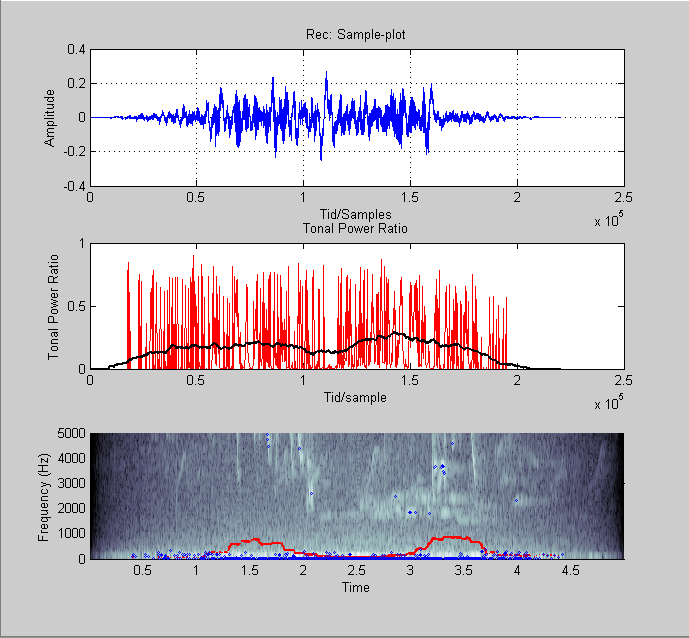 Rec: Sample-plot
0.4
0.2
0
-0.2
-0.4
Amplitude
0 0.5 1 1.5 2 2.5
Tid/Samples
x 10^5
Tonal Power Ratio
1
0.5
0
Tonal Power Ratio
0 0.5 1 1.5 2 2.5
Tid/sample
x 10^5
5000
4000
3000
2000
1000
0
Frequency (Hz)
0.5 1 1.5 2 2.5 3 3.5 4 4.5
Time